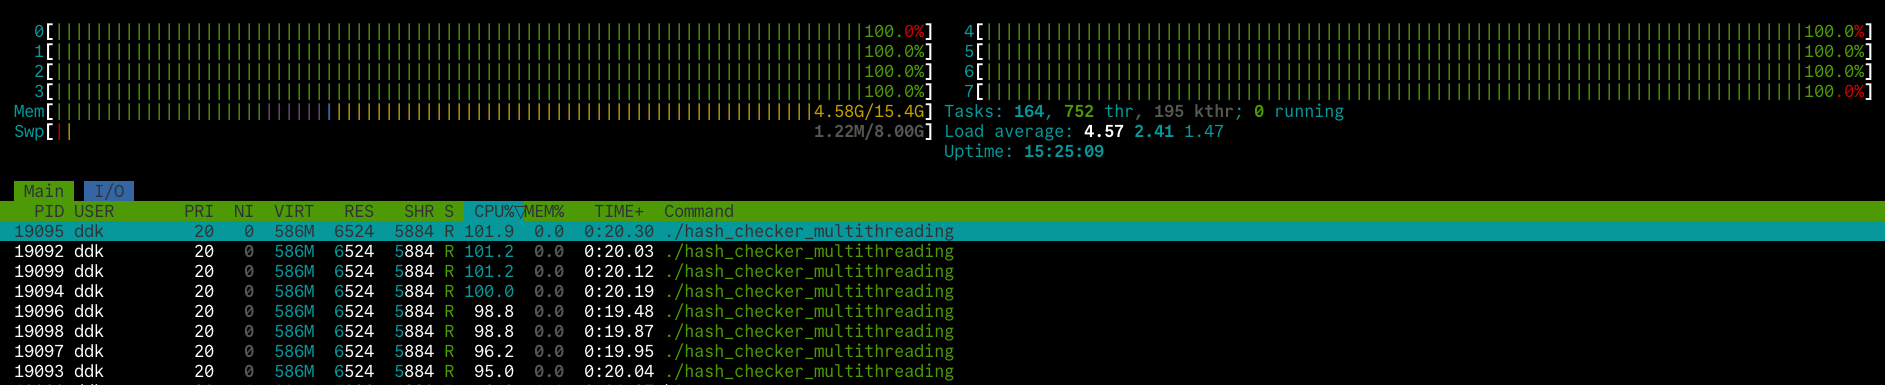 0[100.0%] 4[100.0%]
1[100.0%] 5[100.0%]
2[100.0%] 6[100.0%]
3[100.0%] 7[100.0%]
Mem[4.58G/15.4G] Tasks: 164, 752 thr, 195 kthr; 0 running
Swp[1.22M/8.00G] Load average: 4.57 2.41 1.47
Uptime: 15:25:09
Main I/O
PID USER PRI NI VIRT RES SHR S CPU%▽MEM% TIME+ Command
19095 ddk 20 0 586M 6524 5884 R 101.9 0.0 0:20.30 ./hash_checker_multithreading
19092 ddk 20 0 586M 6524 5884 R 101.2 0.0 0:20.03 ./hash_checker_multithreading
19099 ddk 20 0 586M 6524 5884 R 101.2 0.0 0:20.12 ./hash_checker_multithreading
19094 ddk 20 0 586M 6524 5884 R 100.0 0.0 0:20.19 ./hash_checker_multithreading
19096 ddk 20 0 586M 6524 5884 R 98.8 0.0 0:19.48 ./hash_checker_multithreading
19098 ddk 20 0 586M 6524 5884 R 98.8 0.0 0:19.87 ./hash_checker_multithreading
19097 ddk 20 0 586M 6524 5884 R 96.2 0.0 0:19.95 ./hash_checker_multithreading
19093 ddk 20 0 586M 6524 5884 R 95.0 0.0 0:20.04 ./hash_checker_multithreading